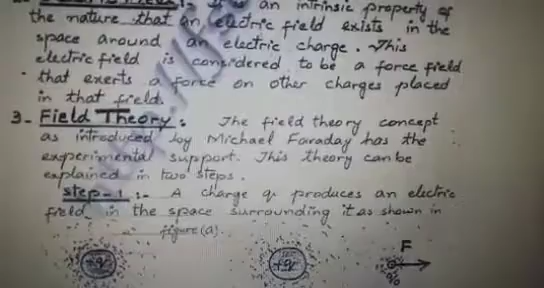 an intrinsic property of
the nature that an electric field exists in the
space around an electric charge. This
electric field is considered to be a force field
that exerts a force on other charges placed
in that field.
3- Field Theory: The field theory concept
as introduced by Michael Faraday has the
experimental support. This theory can be
explained in two steps.
Step-1:- A charge q produces an electric
field in the space surrounding it as shown in
figure (a).
+q +q F